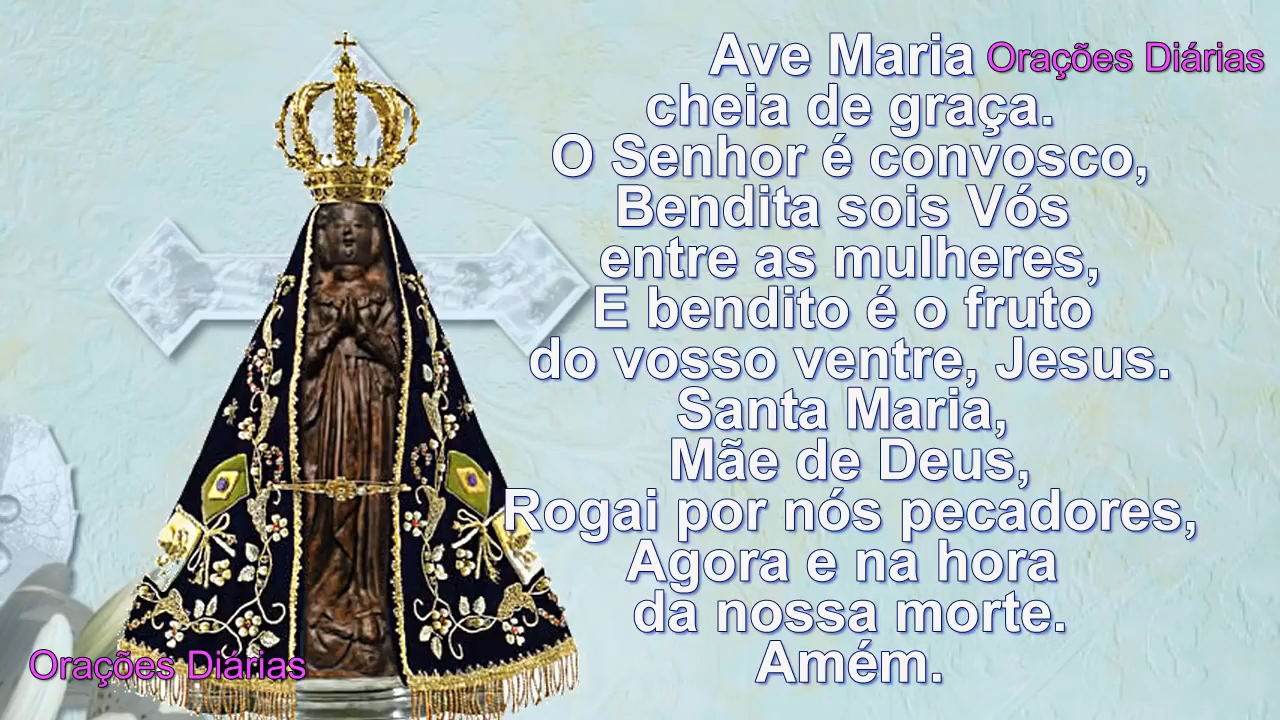 Ave Maria
Orações Diárias
cheia de graça.
O Senhor é convosco,
Bendita sois Vós
entre as mulheres,
E bendito é o fruto
do vosso ventre, Jesus.
Santa Maria,
Mãe de Deus,
Rogai por nós pecadores,
Agora e na hora
da nossa morte.
Amém.
Orações Diárias